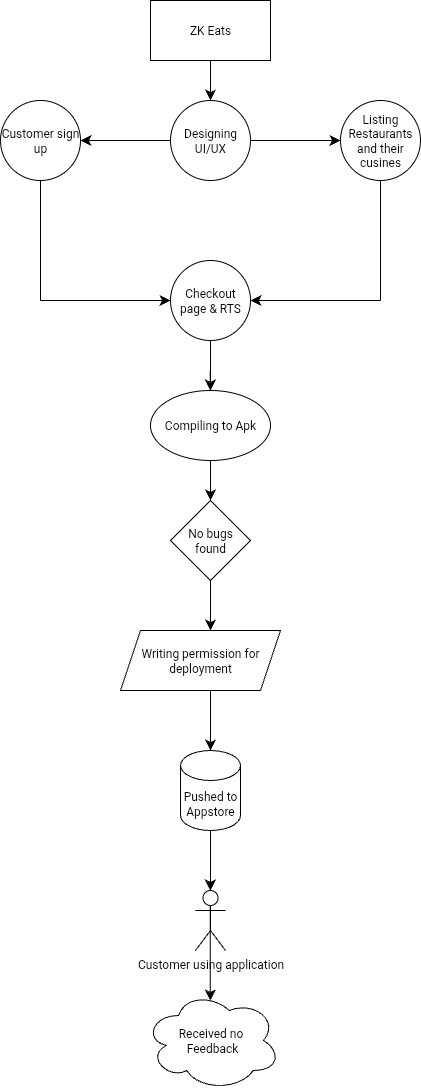 ZK Eats
Customer sign
up
Designing
UI/UX
Listing
Restaurants
and their
cusines
Checkout
page & RTS
Compiling to Apk
No bugs
found
Writing permission for
deployment
Pushed to
Appstore
Customer using application
Received no
Feedback